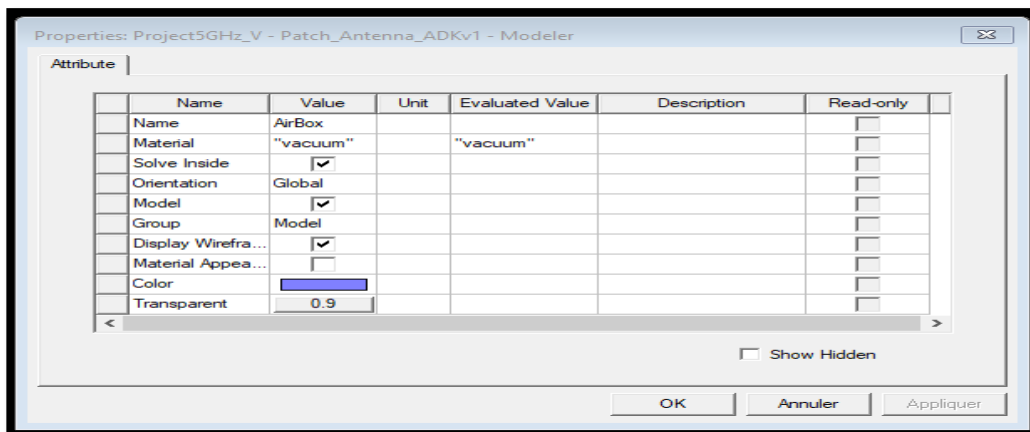 Properties: Project5GHz_V - Patch_Antenna_ADKv1 - Modeler
Attribute
Name Value Unit Evaluated Value Description Read-only
Name AirBox
Material "vacuum" "vacuum"
Solve Inside
Orientation Global
Model
Group Model
Display Wirefra...
Material Appea...
Color
Transparent 0.9
Show Hidden
OK Annuler Appliquer